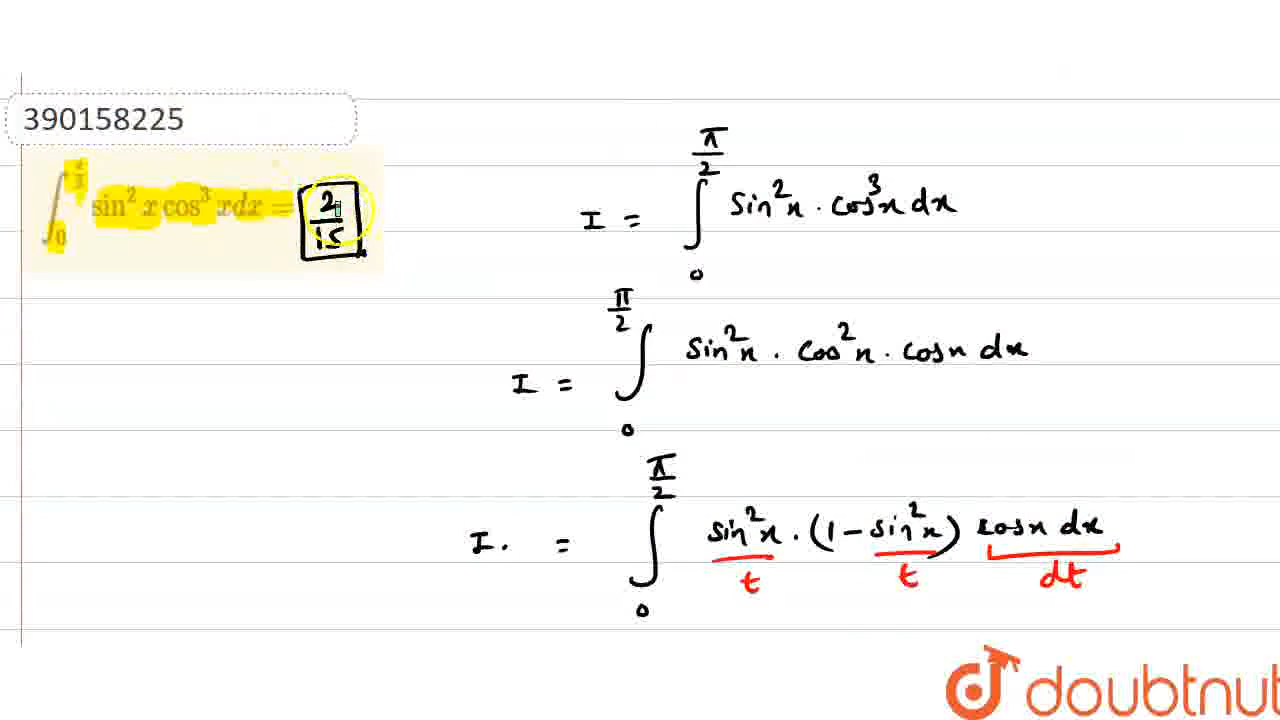 390158225
∫₀^{π/2} sin² x cos³ xdx = 2/15
I = ∫₀^{π/2} sin²x . cos³x dx
I = ∫₀^{π/2} sin²x . cos²x . cosx dx
I. = ∫₀^{π/2} sin²x . (1 - sin²x) cosx dx
t t dt
doubtnut